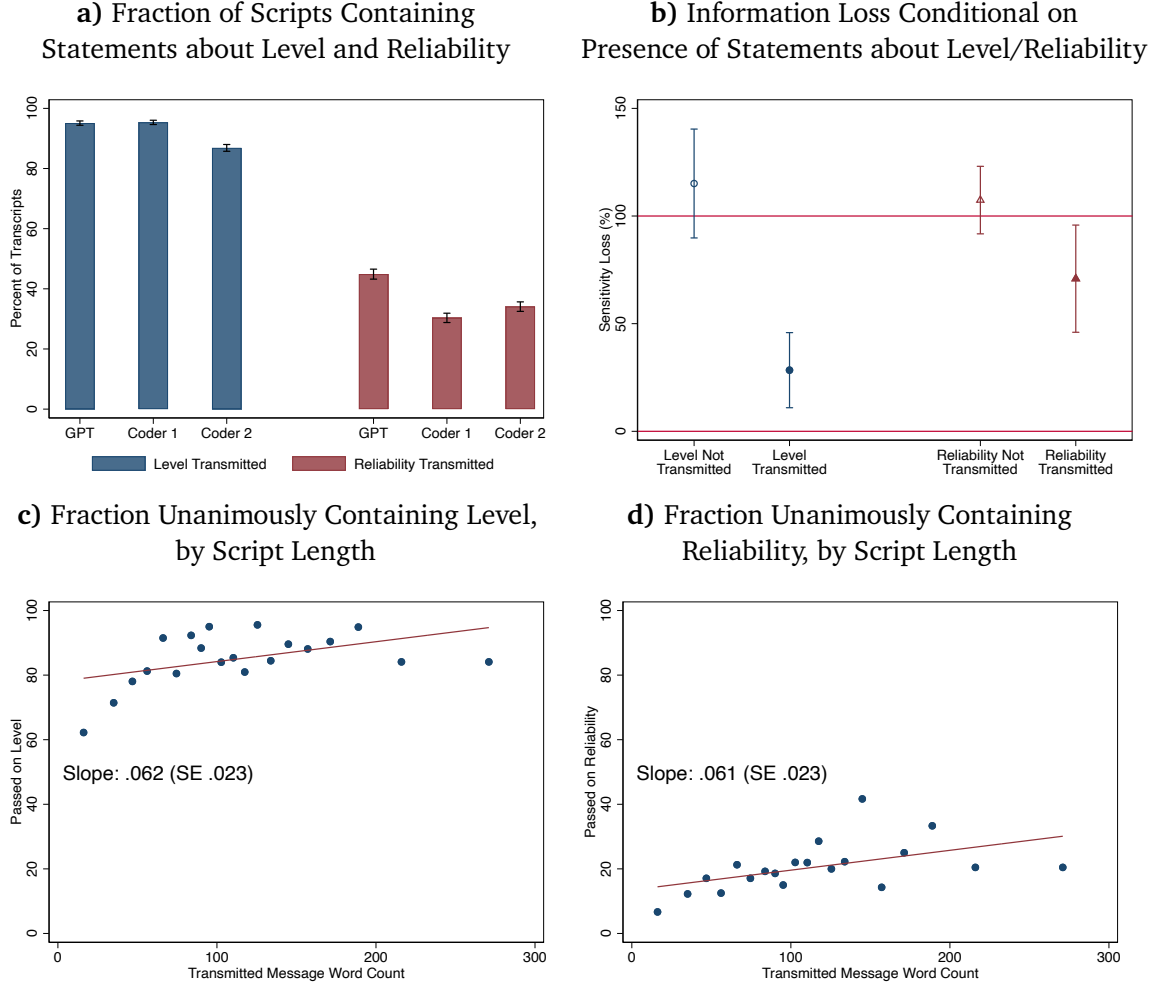 a) Fraction of Scripts Containing
Statements about Level and Reliability
Percent of Transcripts
100
80
60
40
20
0
GPT
Coder 1
Coder 2
GPT
Coder 1
Coder 2
Level Transmitted
Reliability Transmitted
b) Information Loss Conditional on
Presence of Statements about Level/Reliability
Sensitivity Loss (%)
150
100
50
0
Level Not
Transmitted
Level
Transmitted
Reliability Not
Transmitted
Reliability
Transmitted
c) Fraction Unanimously Containing Level,
by Script Length
Passed on Level
100
80
60
40
20
0
Slope: .062 (SE .023)
0
100
200
300
Transmitted Message Word Count
d) Fraction Unanimously Containing
Reliability, by Script Length
Passed on Reliability
100
80
60
40
20
0
Slope: .061 (SE .023)
0
100
200
300
Transmitted Message Word Count